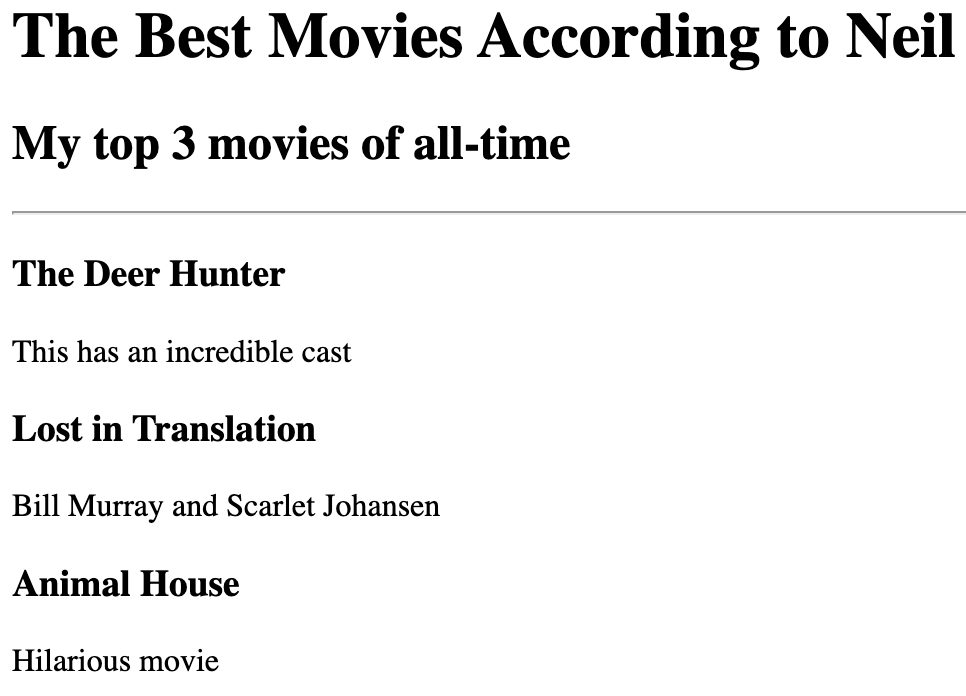 The Best Movies According to Neil
My top 3 movies of all-time
The Deer Hunter
This has an incredible cast
Lost in Translation
Bill Murray and Scarlet Johansen
Animal House
Hilarious movie